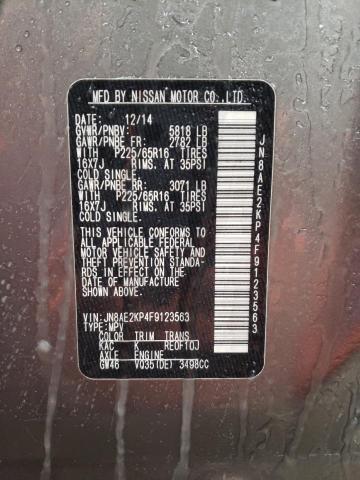 MFD BY NISSAN MOTOR CO., LTD.
DATE: 12/14
GVWR/PNBV: 5818 LB
GAWR/PNBE FR: 2782 LB
WITH P225/65R16 TIRES
16X7J RIMS, AT 35PSI
COLD SINGLE.
GAWR/PNBE RR: 3071 LB
WITH P225/65R16 TIRES
16X7J RIMS, AT 35PSI
COLD SINGLE.
THIS VEHICLE CONFORMS TO
ALL APPLICABLE FEDERAL
MOTOR VEHICLE SAFETY AND
THEFT PREVENTION STANDA-
RDS IN EFFECT ON THE
DATE OF MANUFACTURE
SHOWN ABOVE.
VIN: JN8AE2KP4F9123563
TYPE: MPV
COLOR TRIM TRANS
KAC K RE0F10J
AXLE ENGINE
GW46 VQ35(DE) 3498CC
JN8AE2KP4F9123563